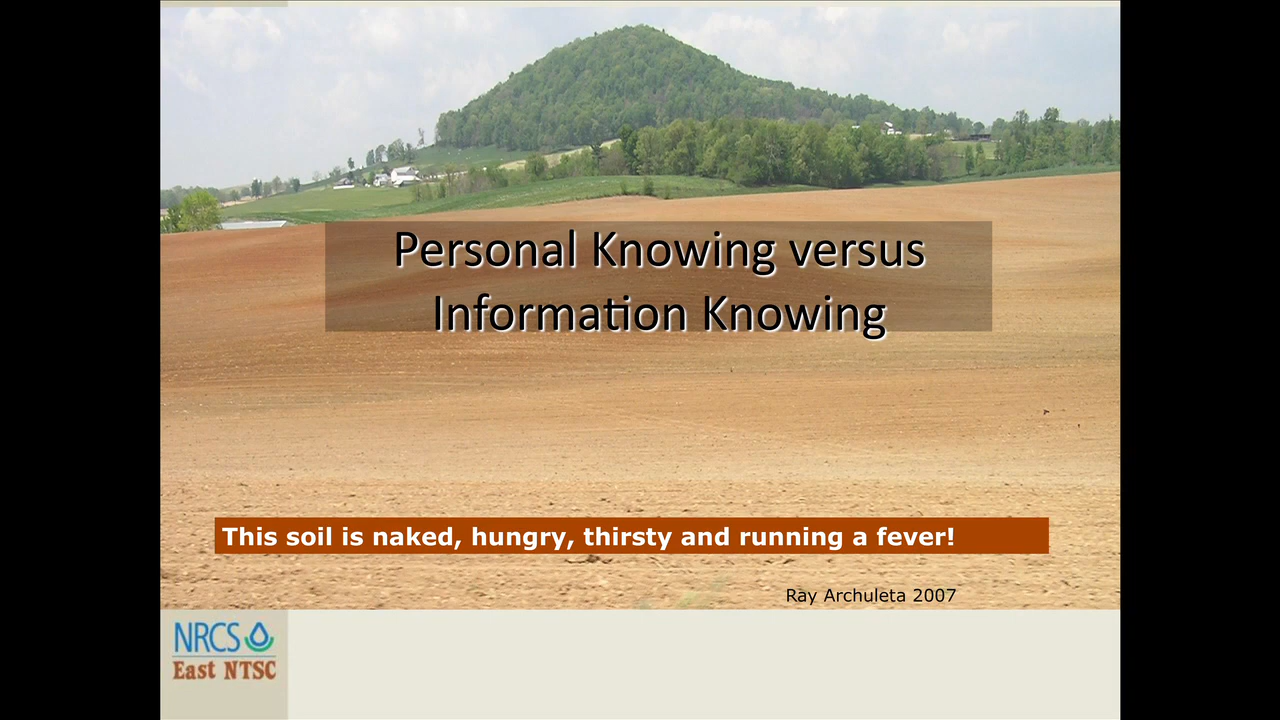 Personal Knowing versus
Information Knowing
This soil is naked, hungry, thirsty and running a fever!
Ray Archuleta 2007
NRCS
East NTSC